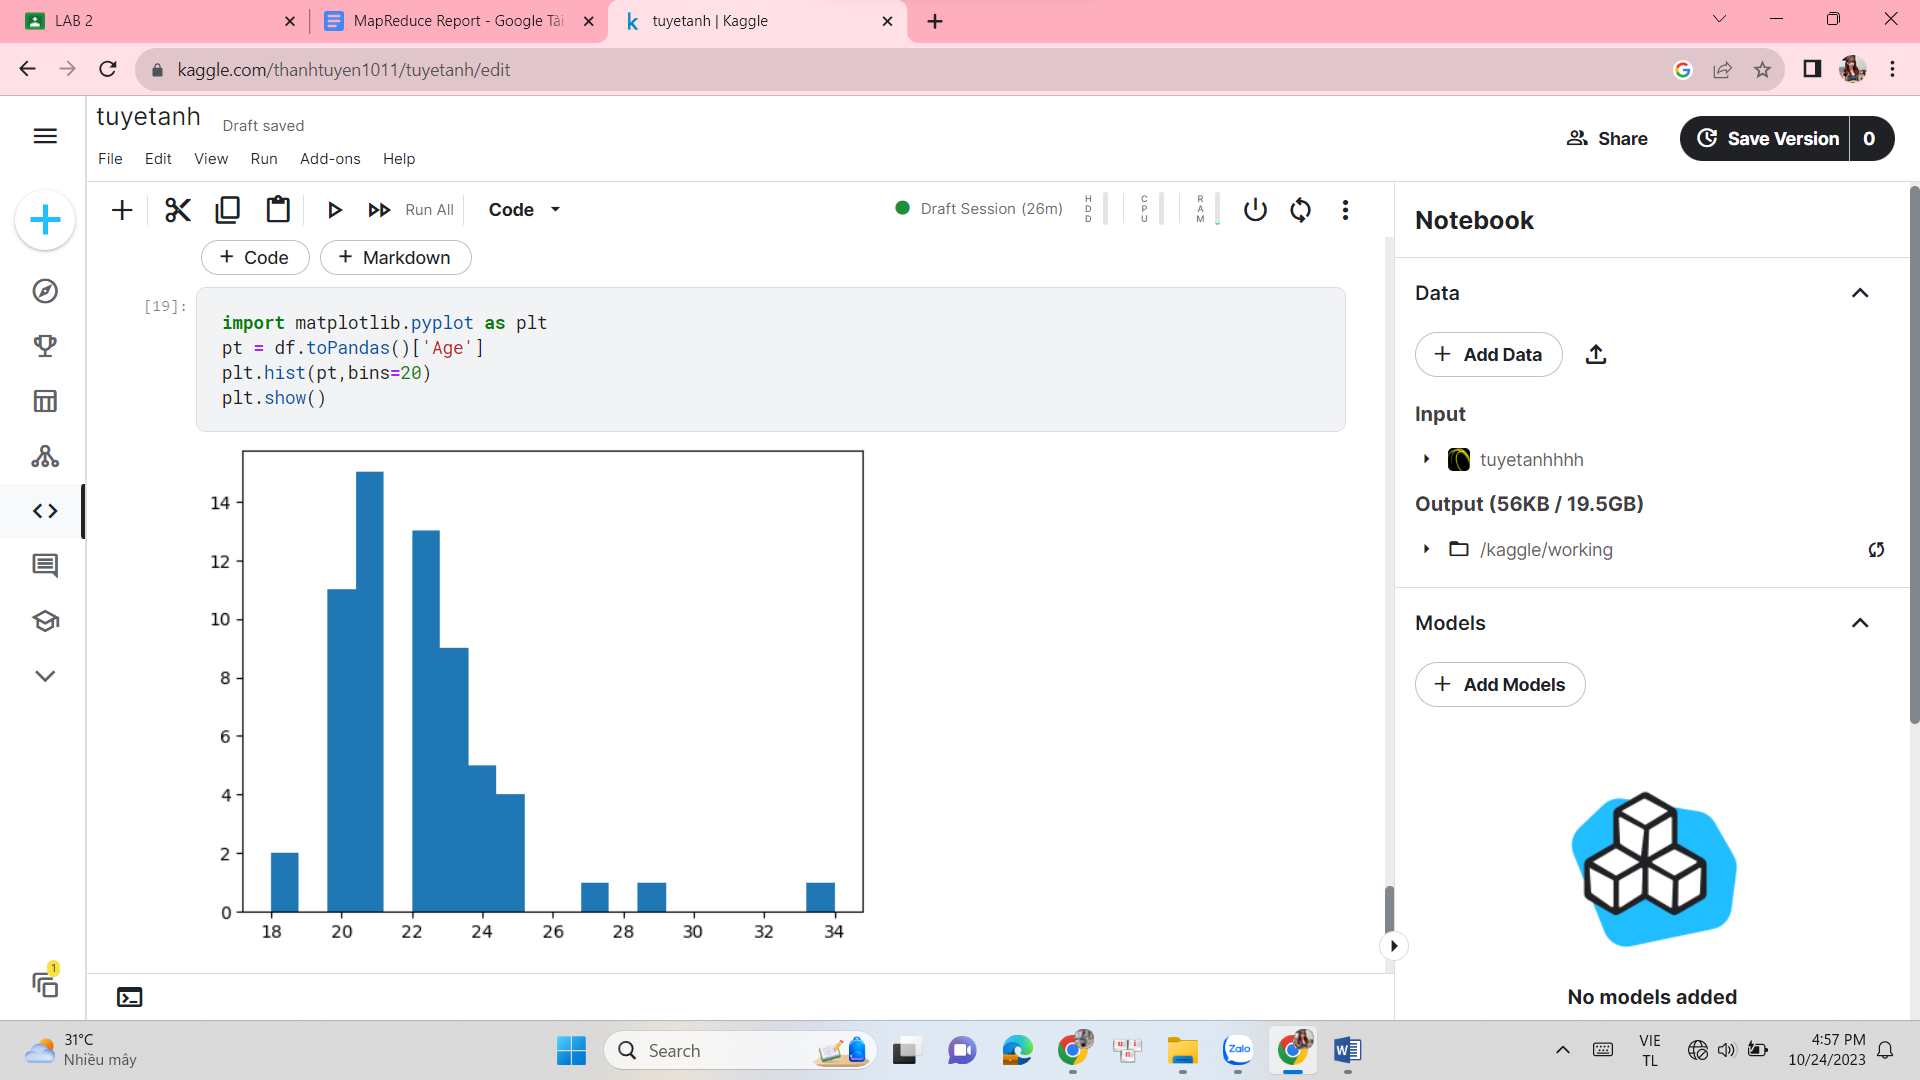 LAB 2
MapReduce Report - Google Tài
tuyetanh | Kaggle
kaggle.com/thanhtuyen1011/tuyetanh/edit
tuyetanh
Draft saved
File Edit View Run Add-ons Help
Share
Save Version
0
Run All
Code
Draft Session (26m)
HDD
CPU
RAM
+ Code
+ Markdown
[19]:
import matplotlib.pyplot as plt
pt = df.toPandas()['Age']
plt.hist(pt,bins=20)
plt.show()
14
12
10
8
6
4
2
0
18 20 22 24 26 28 30 32 34
Notebook
Data
+ Add Data
Input
tuyetanhhhh
Output (56KB / 19.5GB)
/kaggle/working
Models
+ Add Models
No models added
1
31°C
Nhiều mây
Search
Zalo
VIE
TL
4:57 PM
10/24/2023